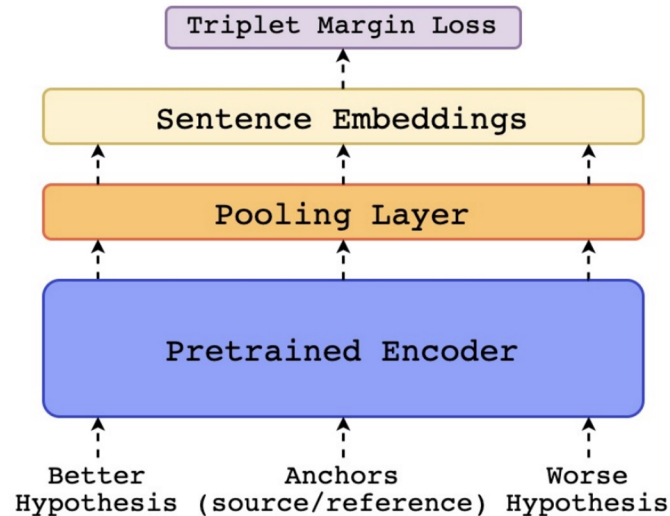 Triplet Margin Loss
Sentence Embeddings
Pooling Layer
Pretrained Encoder
Better Anchors Worse
Hypothesis (source/reference) Hypothesis